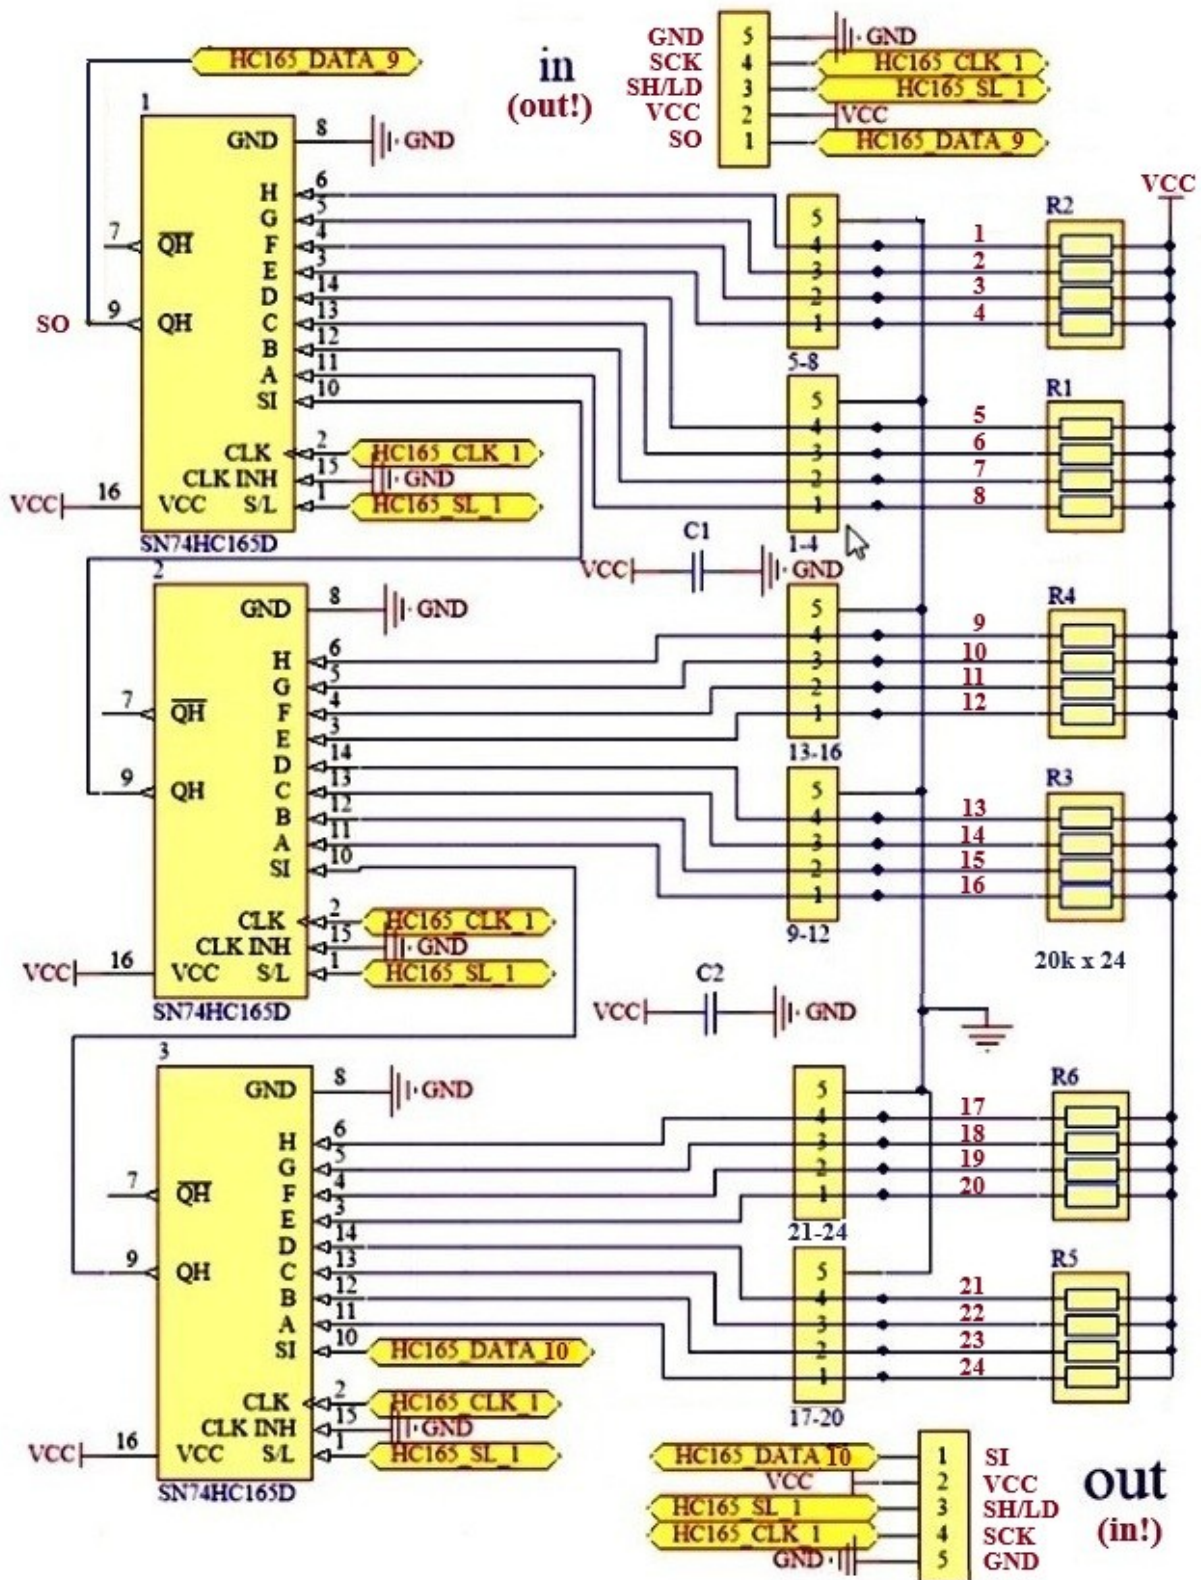 HC165_DATA_9
in
(out!)
GND 5 GND
SCK 4 HC165_CLK_1
SH/LD 3 HC165_SL_1
VCC 2 VCC
SO 1 HC165_DATA_9
1
GND 8 GND
H 6
G 5
7 QH F 4
E 3
D 14
SO 9 QH C 13
B 12
A 11
SI 10
CLK 2 HC165_CLK_1
CLK INH 15 GND
VCC 16 VCC S/L 1 HC165_SL_1
SN74HC165D
VCC
5 R2
4 1
3 2
2 3
1 4
5-8
5 R1
4 5
3 6
2 7
1 8
1-4
C1
VCC GND
2
GND 8 GND
H 6
G 5
7 QH F 4
E 3
D 14
9 QH C 13
B 12
A 11
SI 10
CLK 2 HC165_CLK_1
CLK INH 15 GND
VCC 16 VCC S/L 1 HC165_SL_1
SN74HC165D
5 R4
4 9
3 10
2 11
1 12
13-16
5 R3
4 13
3 14
2 15
1 16
9-12
20k x 24
C2
VCC GND
3
GND 8 GND
H 6
G 5
7 QH F 4
E 3
D 14
9 QH C 13
B 12
A 11
SI 10 HC165_DATA_10
CLK 2 HC165_CLK_1
CLK INH 15 GND
VCC 16 VCC S/L 1 HC165_SL_1
SN74HC165D
5 R6
4 17
3 18
2 19
1 20
21-24
5 R5
4 21
3 22
2 23
1 24
17-20
HC165_DATA_10 1 SI
VCC 2 VCC
HC165_SL_1 3 SH/LD
HC165_CLK_1 4 SCK
GND 5 GND
out
(in!)